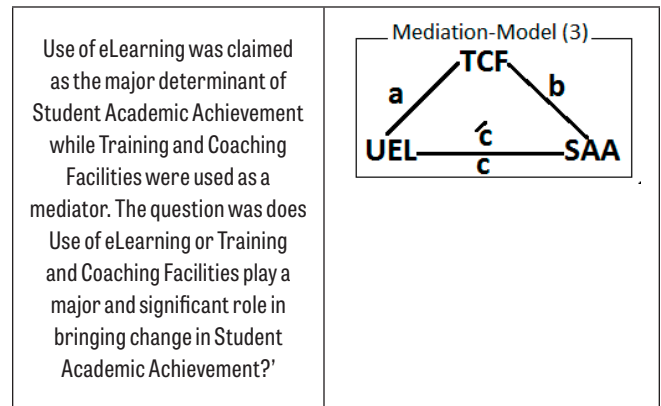 Use of eLearning was claimed
as the major determinant of
Student Academic Achievement
while Training and Coaching
Facilities were used as a
mediator. The question was does
Use of eLearning or Training
and Coaching Facilities play a
major and significant role in
bringing change in Student
Academic Achievement?’
Mediation-Model (3)
TCF
a b
ć
UEL SAA
c